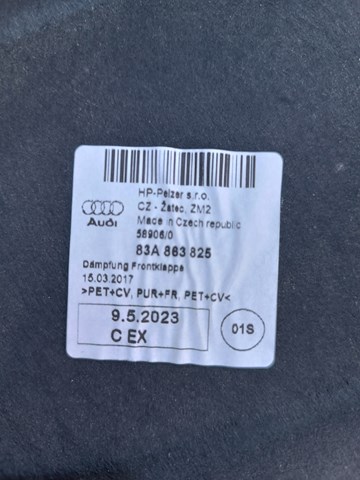 HP-Pelzer s.r.o.
CZ - Žatec, ZM2
Made in Czech republic
58906/0
Audi
83A 863 825
Dämpfung Frontklappe
15.03.2017
>PET+CV, PUR+FR, PET+CV<
9.5.2023
C EX
01S